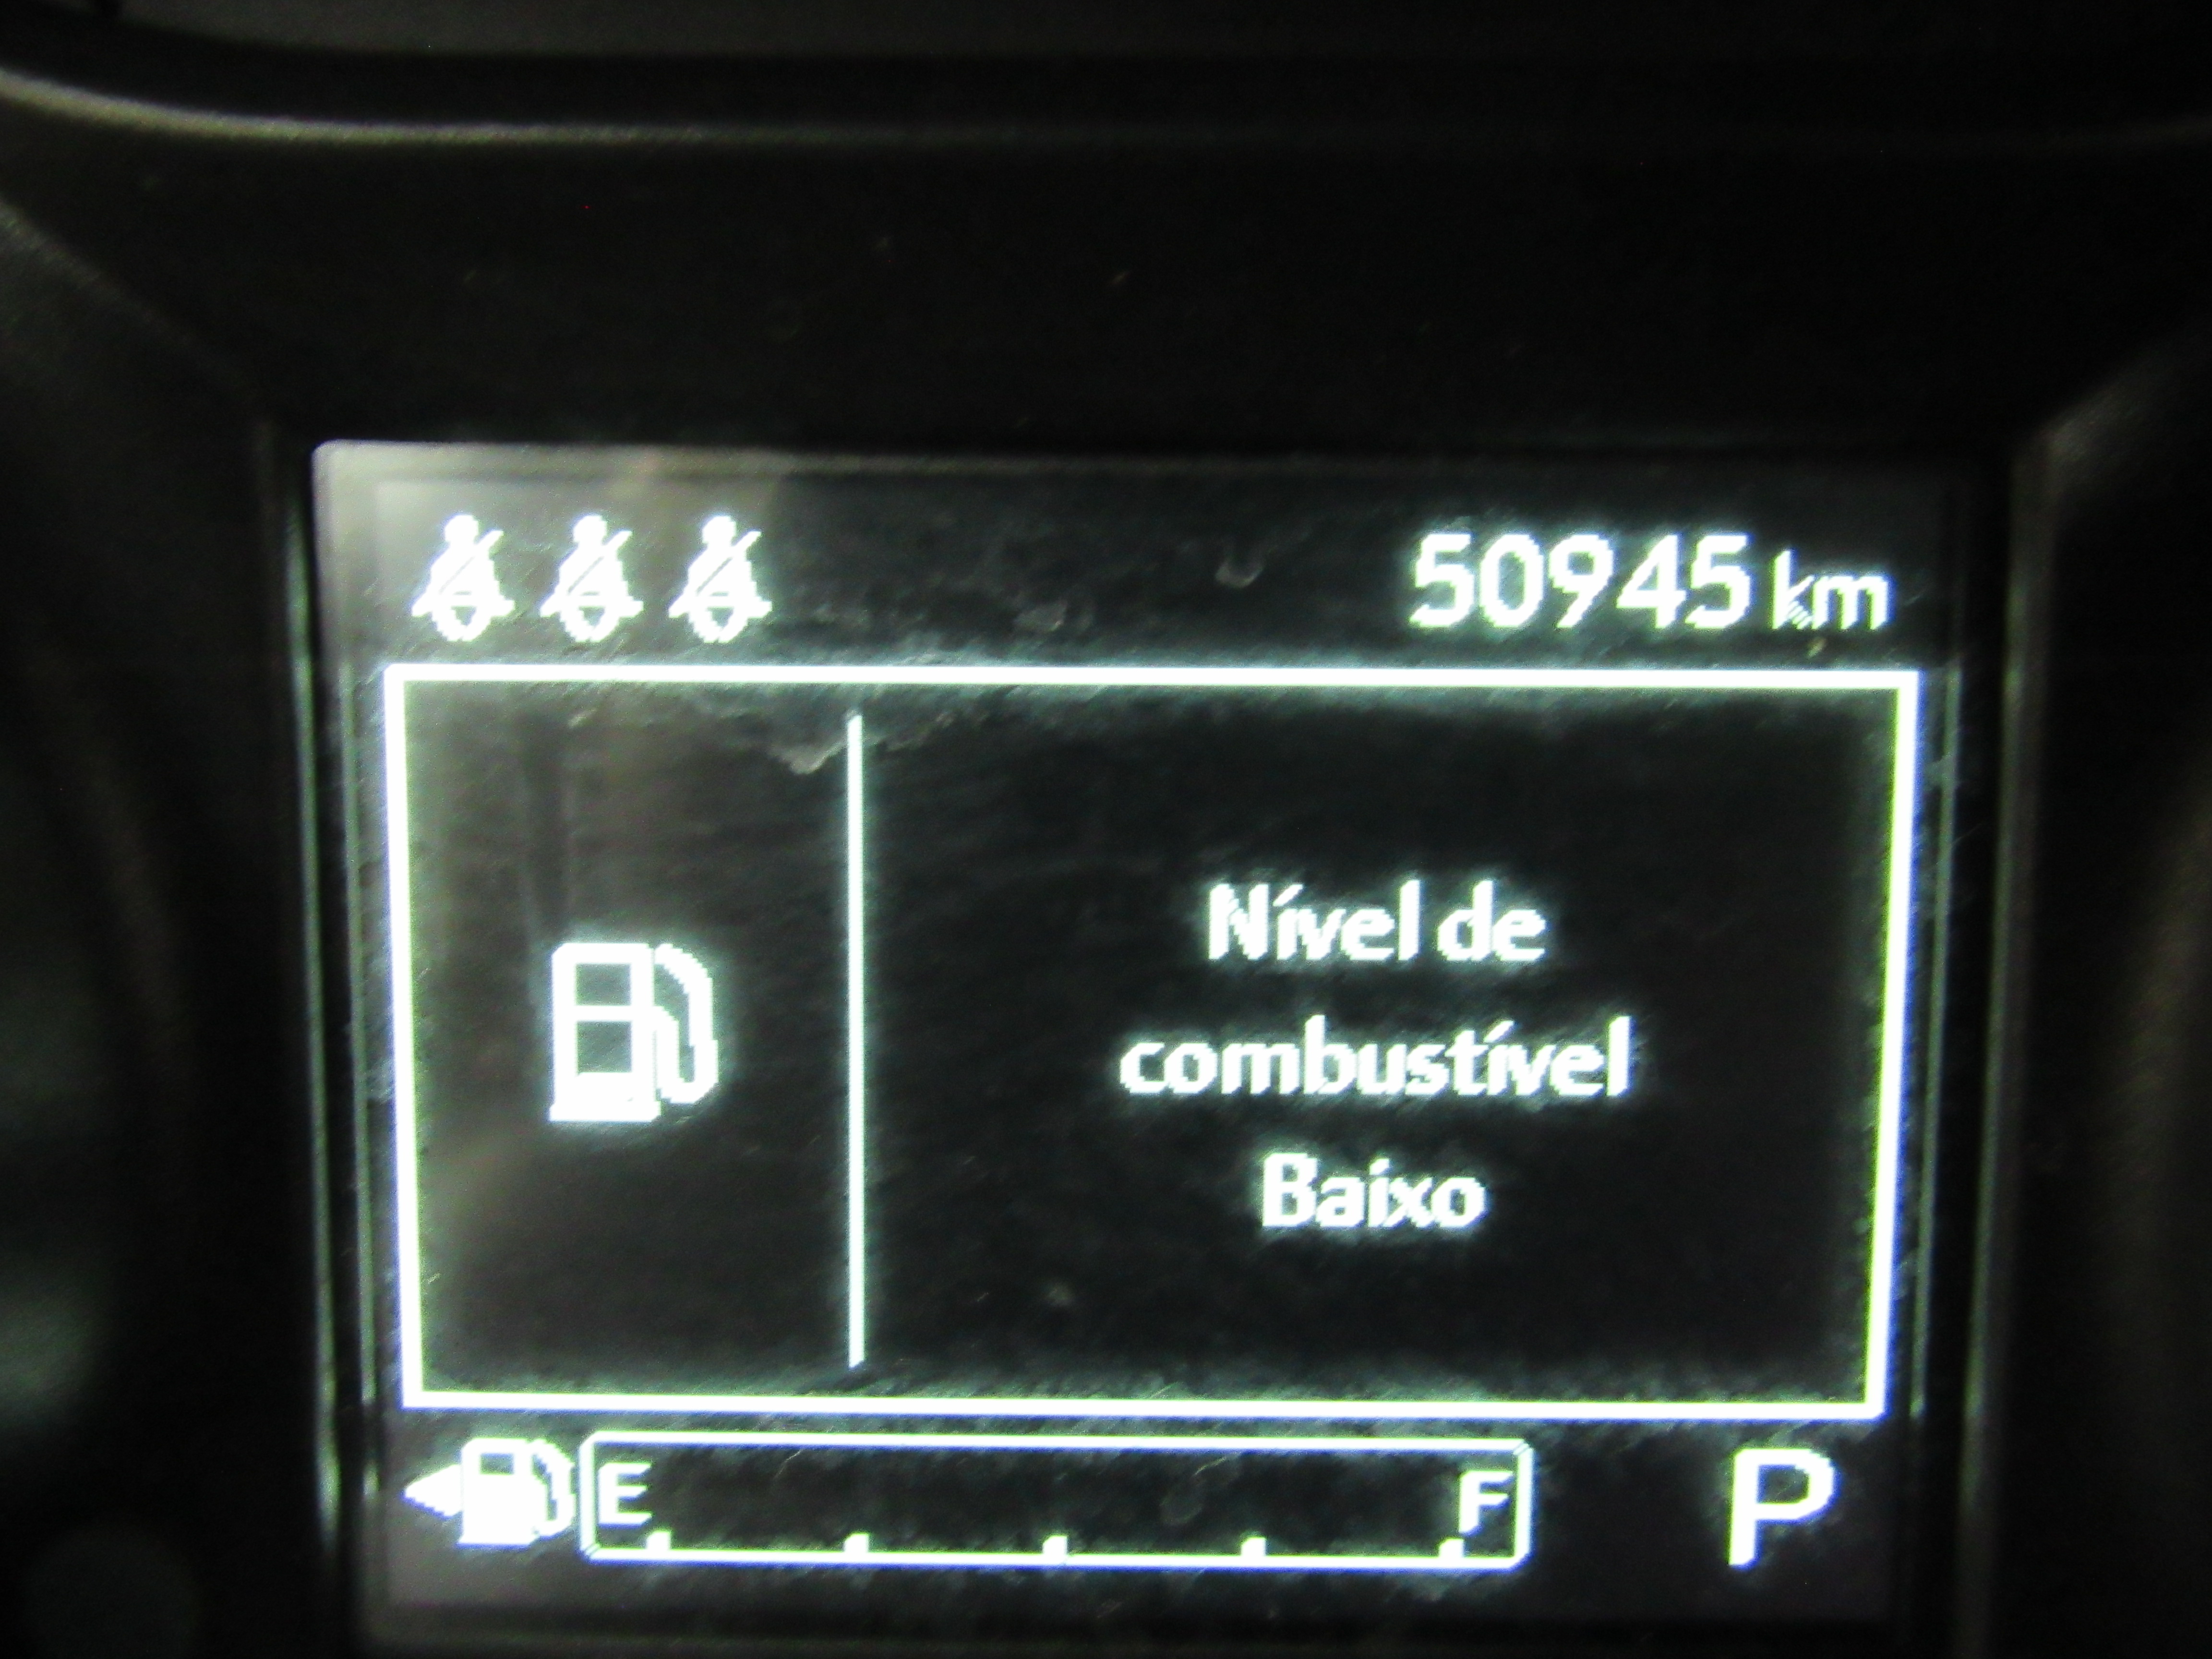 50945 km
Nível de
combustível
Baixo
E F P